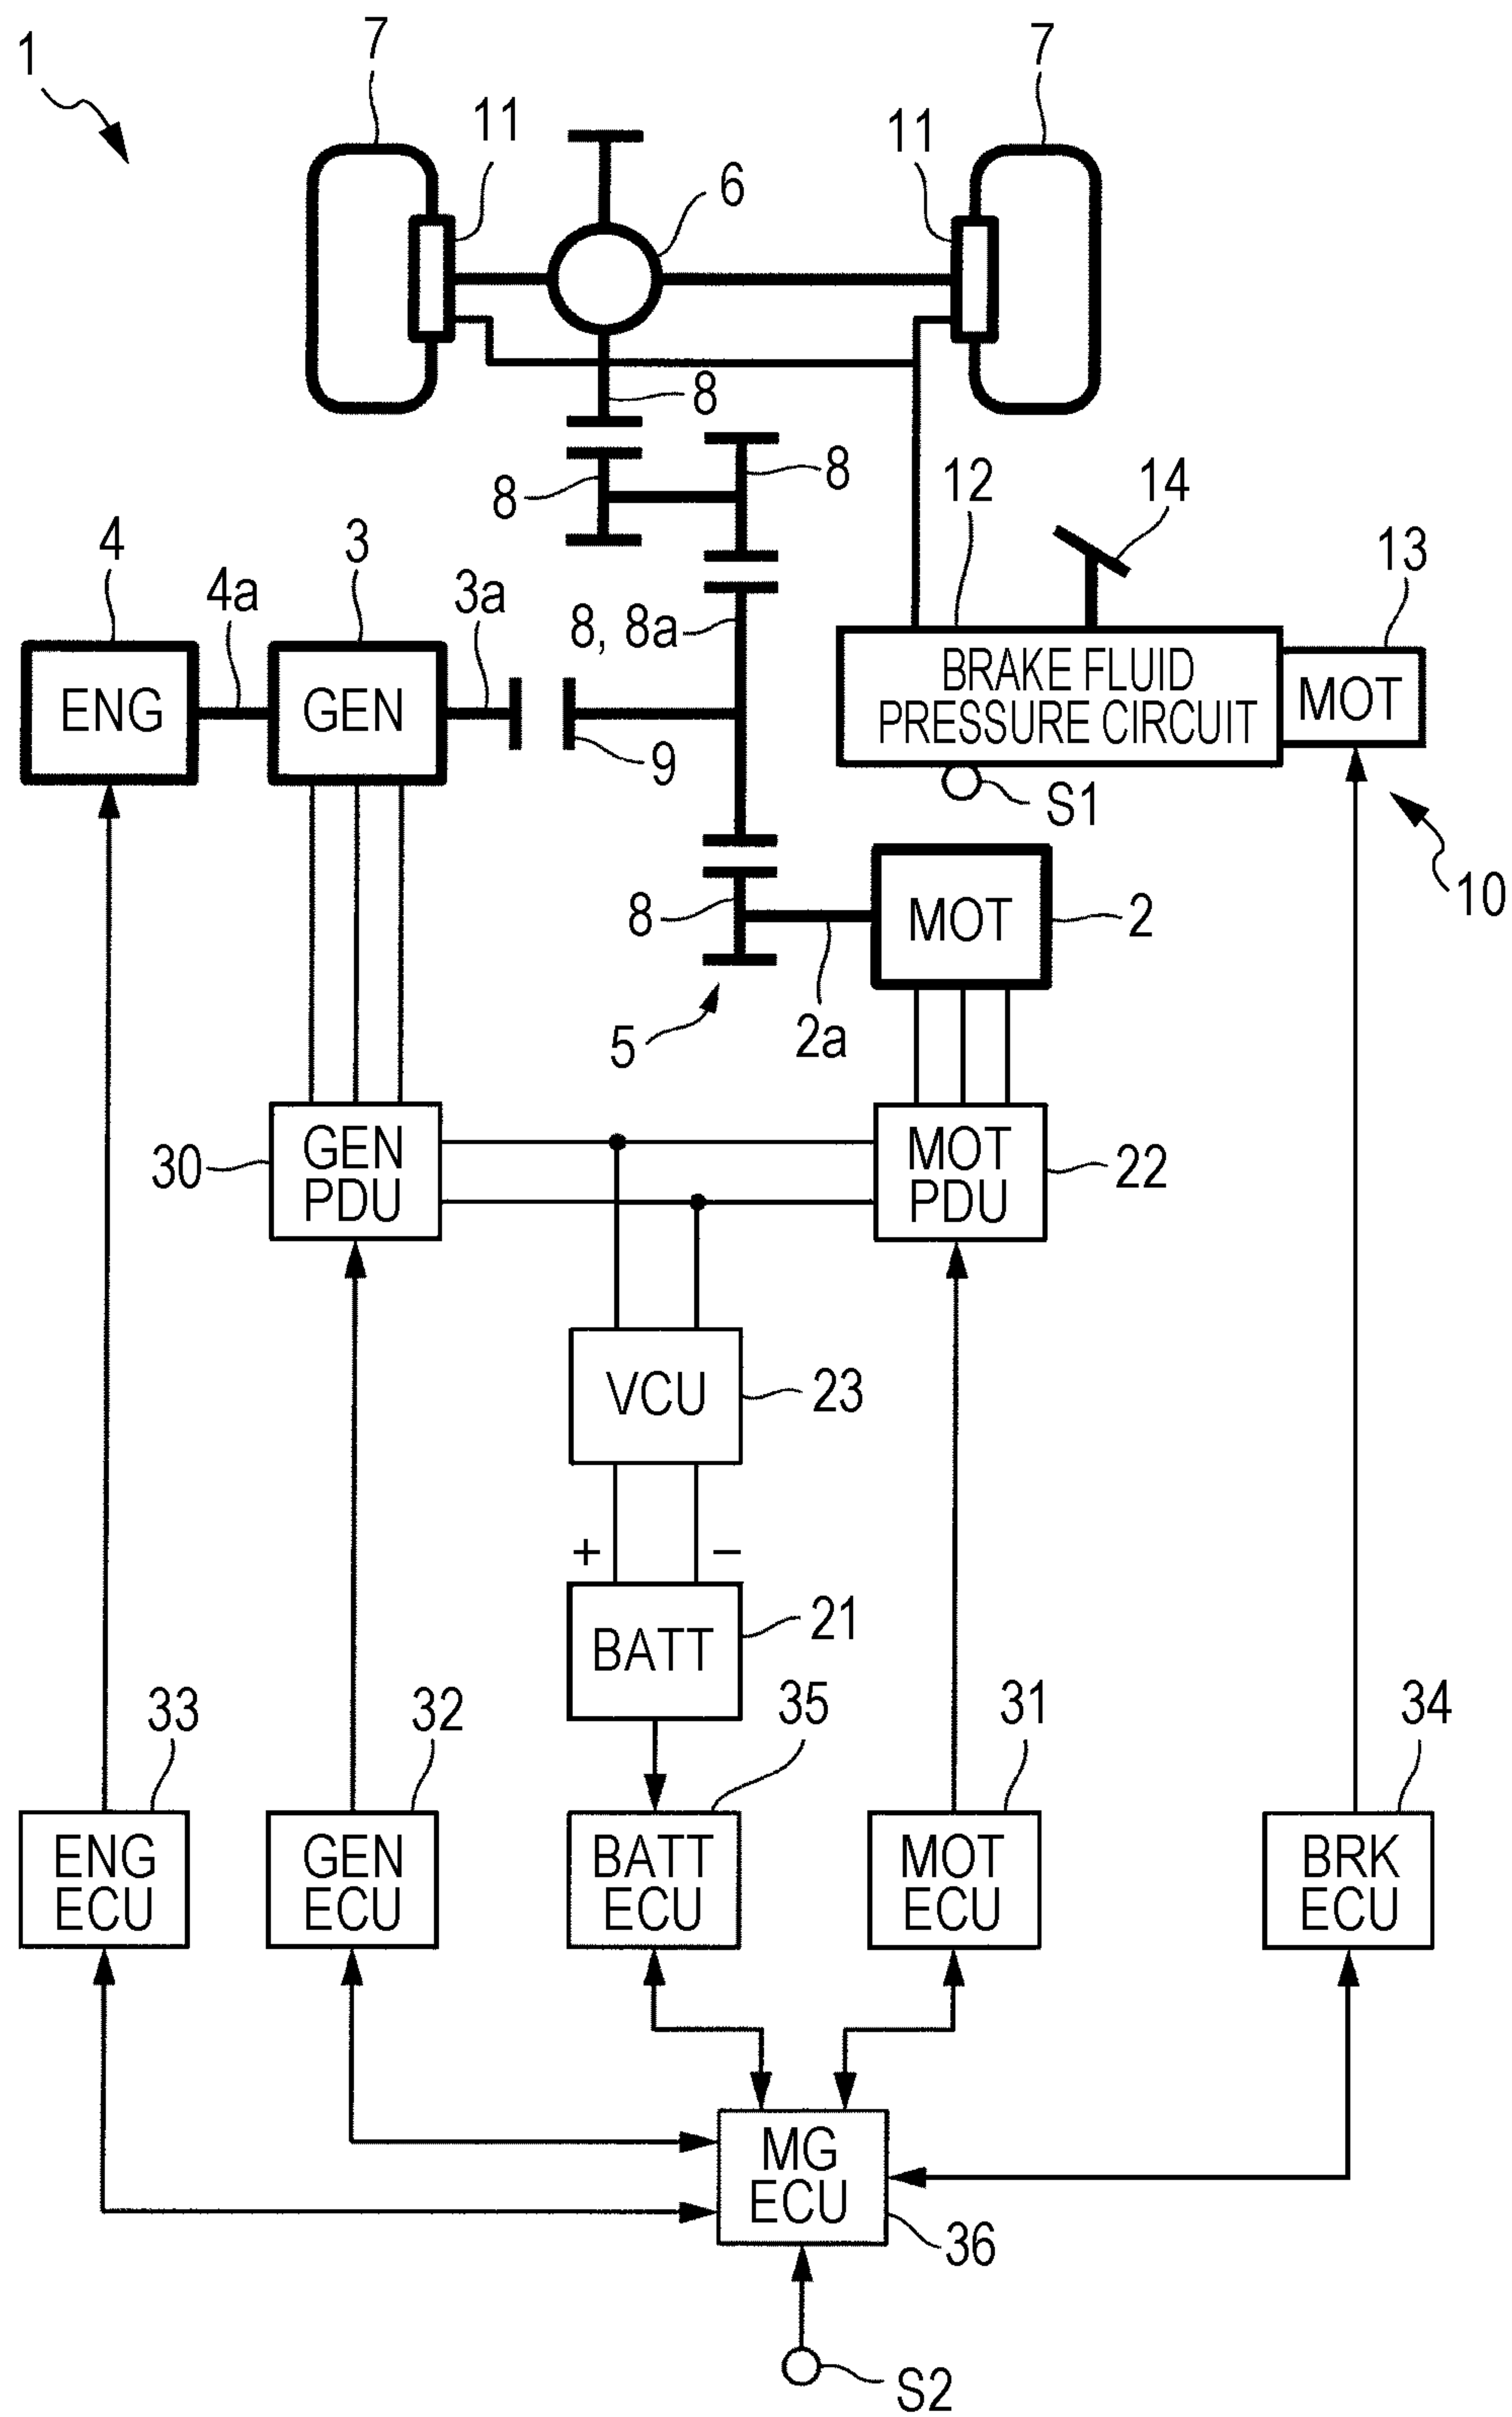 1
7
7
11
11
6
8
8
8
12
14
13
4
3
4a
3a
8, 8a
ENG
GEN
9
BRAKE FLUID
PRESSURE CIRCUIT
MOT
S1
10
8
MOT
2
5
2a
30
GEN
PDU
MOT
PDU
22
VCU
23
+
−
BATT
21
33
32
35
31
34
ENG
ECU
GEN
ECU
BATT
ECU
MOT
ECU
BRK
ECU
MG
ECU
36
S2